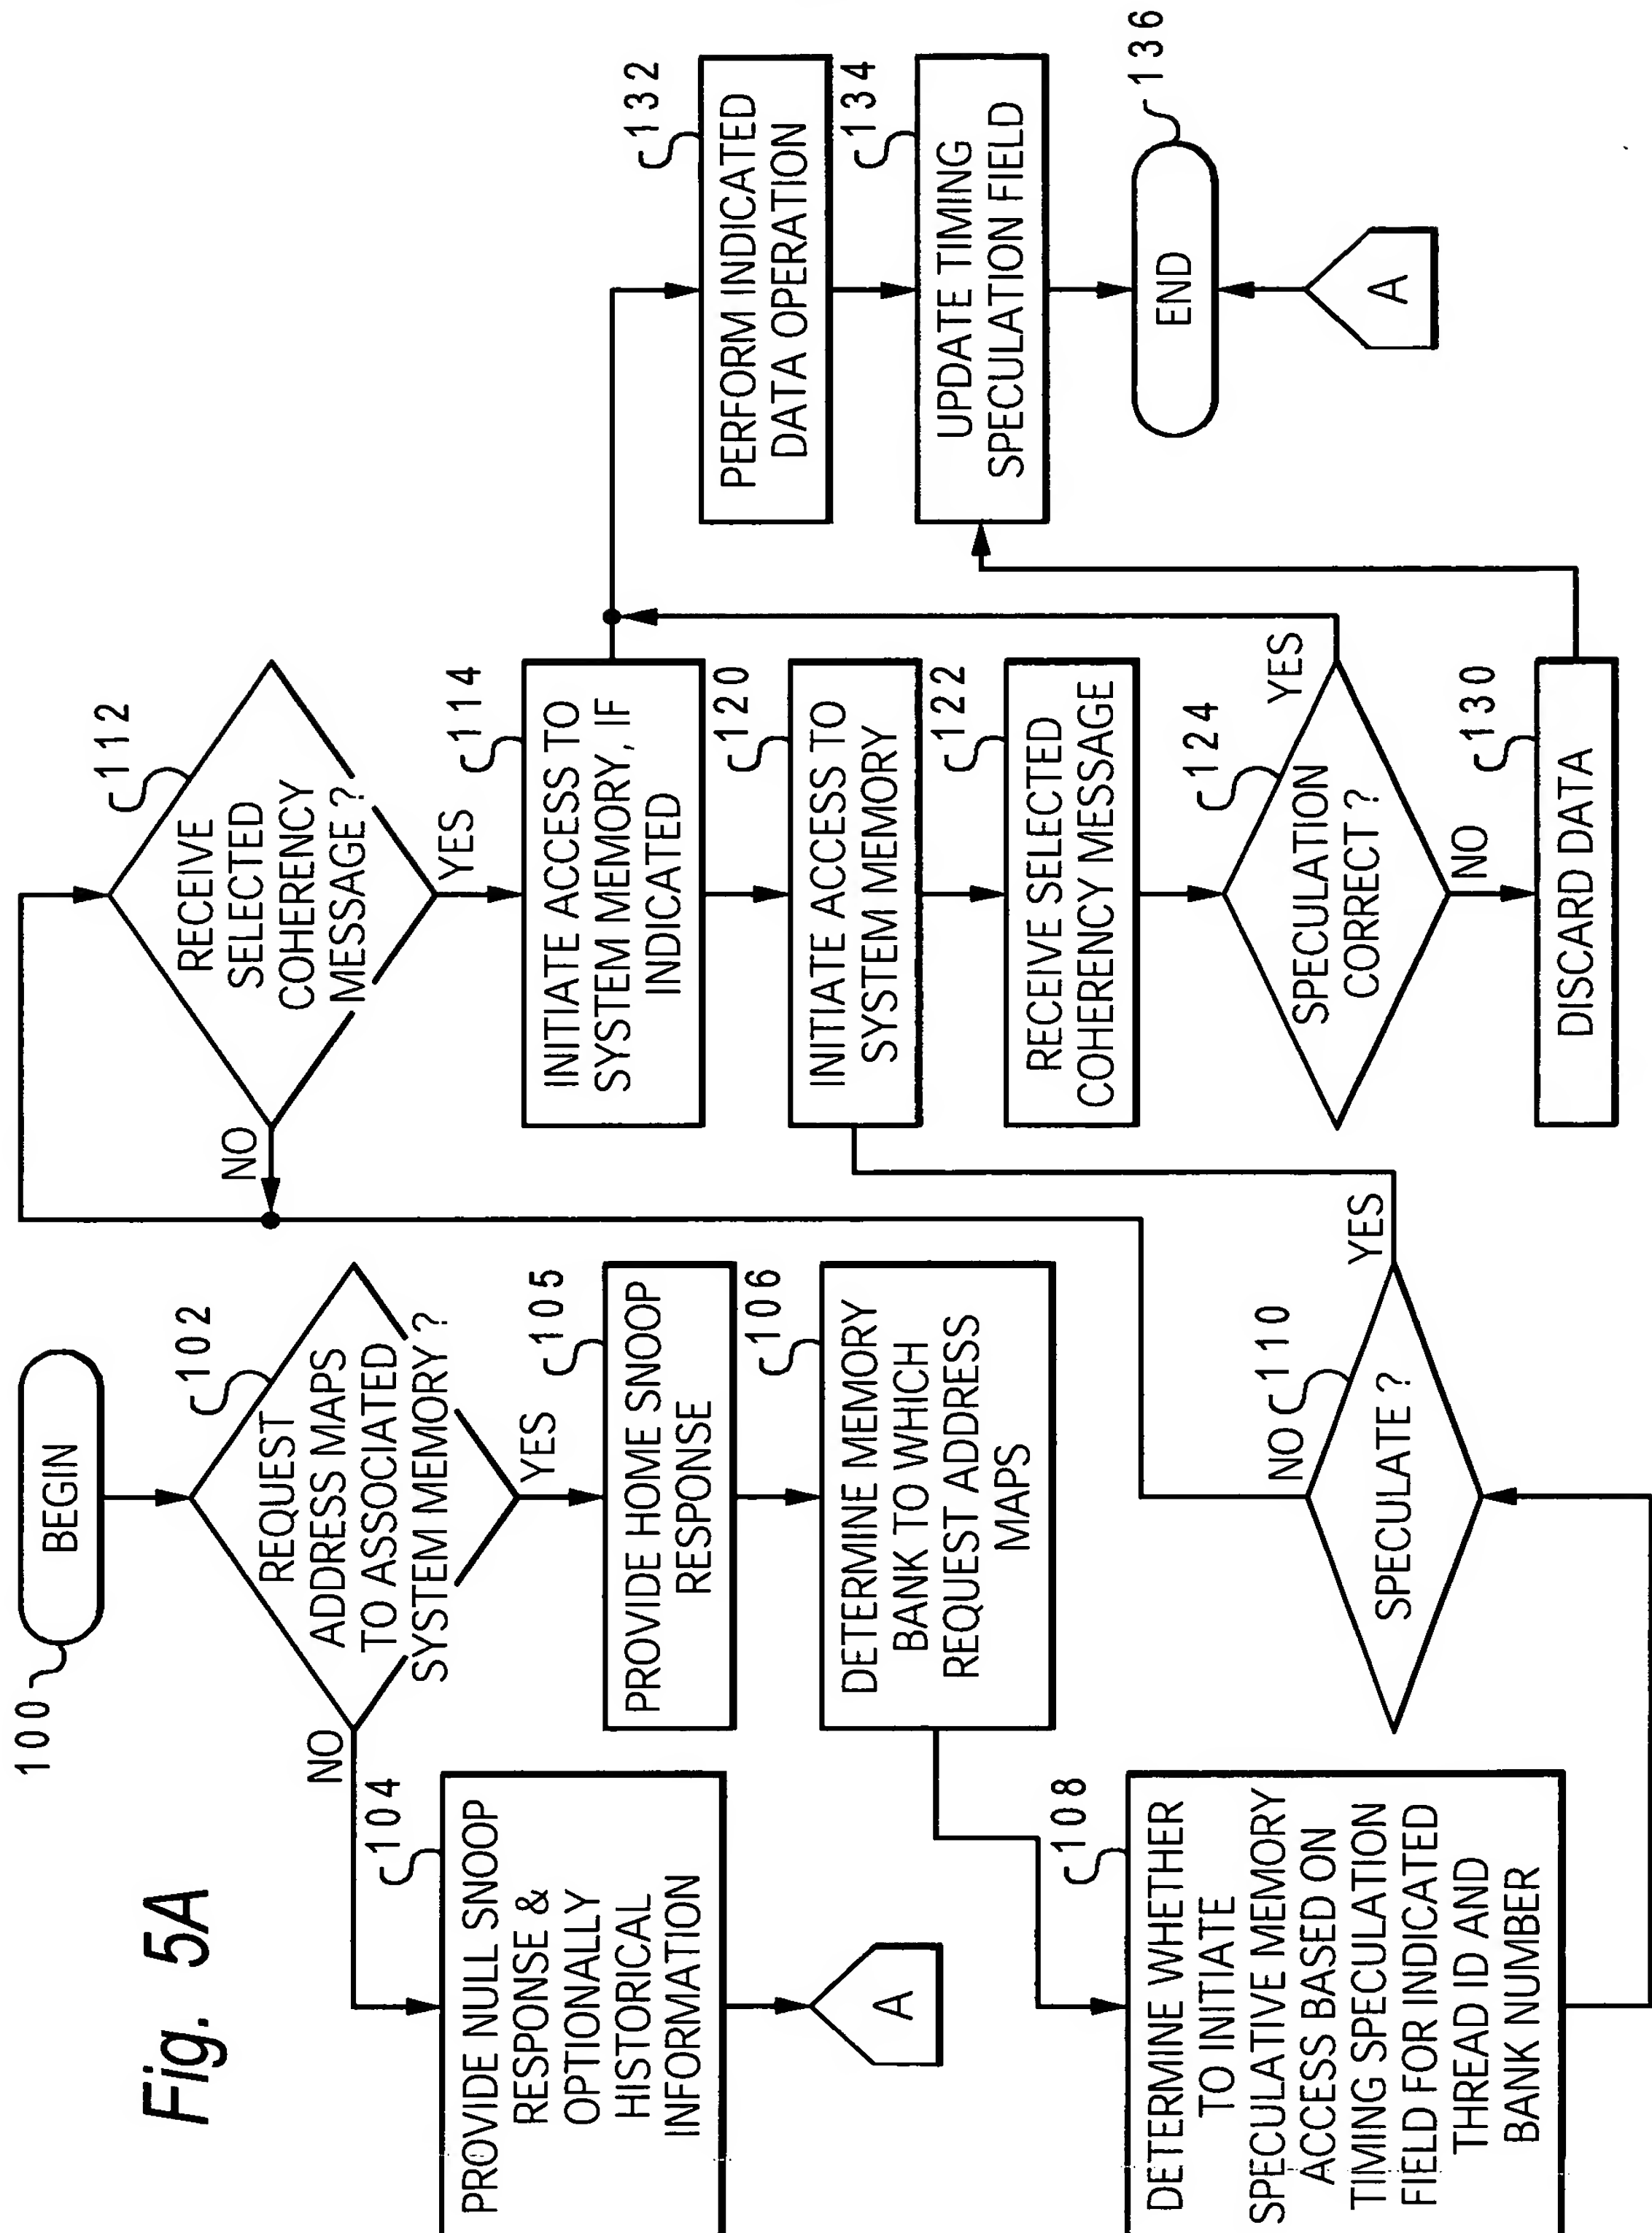 Fig. 5A
100
BEGIN
102
REQUEST
ADDRESS MAPS
TO ASSOCIATED
SYSTEM MEMORY ?
NO
YES
104
PROVIDE NULL SNOOP
RESPONSE &
OPTIONALLY
HISTORICAL
INFORMATION
A
105
PROVIDE HOME SNOOP
RESPONSE
106
DETERMINE MEMORY
BANK TO WHICH
REQUEST ADDRESS
MAPS
108
DETERMINE WHETHER
TO INITIATE
SPECULATIVE MEMORY
ACCESS BASED ON
TIMING SPECULATION
FIELD FOR INDICATED
THREAD ID AND
BANK NUMBER
NO
110
SPECULATE ?
YES
112
RECEIVE
SELECTED
COHERENCY
MESSAGE ?
NO
YES
114
INITIATE ACCESS TO
SYSTEM MEMORY, IF
INDICATED
120
INITIATE ACCESS TO
SYSTEM MEMORY
122
RECEIVE SELECTED
COHERENCY MESSAGE
124
SPECULATION
CORRECT ?
YES
NO
130
DISCARD DATA
132
PERFORM INDICATED
DATA OPERATION
134
UPDATE TIMING
SPECULATION FIELD
136
END
A